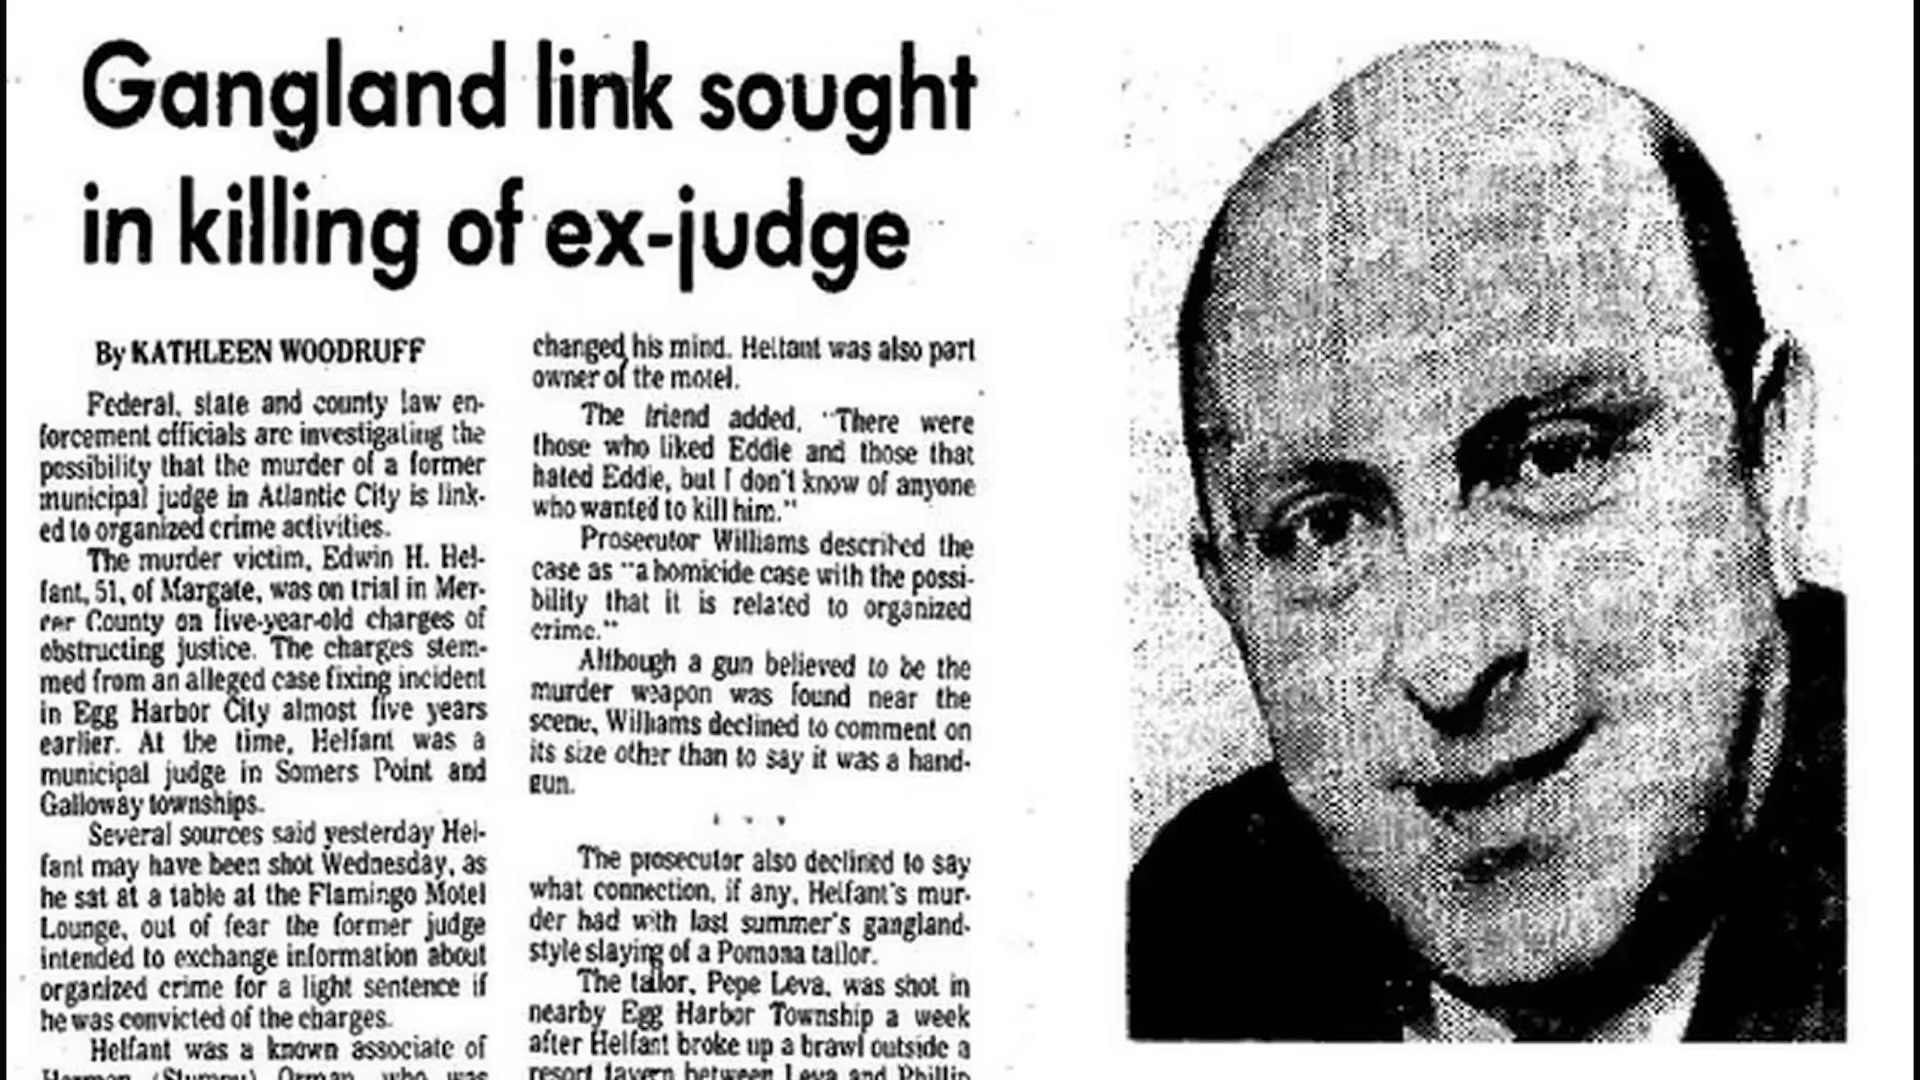 Gangland link sought
in killing of ex-judge
By KATHLEEN WOODRUFF
Federal, state and county law en-
forcement officials are investigating the
possibility that the murder of a former
municipal judge in Atlantic City is link-
ed to organized crime activities.
The murder victim, Edwin H. Hel-
fant, 51, of Margate, was on trial in Mer-
cer County on five-year-old charges of
obstructing justice. The charges stem-
med from an alleged case fixing incident
in Egg Harbor City almost five years
earlier. At the time, Helfant was a
municipal judge in Somers Point and
Galloway townships.
Several sources said yesterday Hel-
fant may have been shot Wednesday, as
he sat at a table at the Flamingo Motel
Lounge, out of fear the former judge
intended to exchange information about
organized crime for a light sentence if
he was convicted of the charges.
Helfant was a known associate of
Herman (Stumpy) Orman, who was
changed his mind. Helfant was also part
owner of the motel.
The friend added, "There were
those who liked Eddie and those that
hated Eddie, but I don't know of anyone
who wanted to kill him."
Prosecutor Williams described the
case as "a homicide case with the possi-
bility that it is related to organized
crime."
Although a gun believed to be the
murder weapon was found near the
scene, Williams declined to comment on
its size other than to say it was a hand-
gun.
The prosecutor also declined to say
what connection, if any, Helfant's mur-
der had with last summer's gangland-
style slaying of a Pomona tailor.
The tailor, Pepe Leva, was shot in
nearby Egg Harbor Township a week
after Helfant broke up a brawl outside a
resort tavern between Leva and Phillip